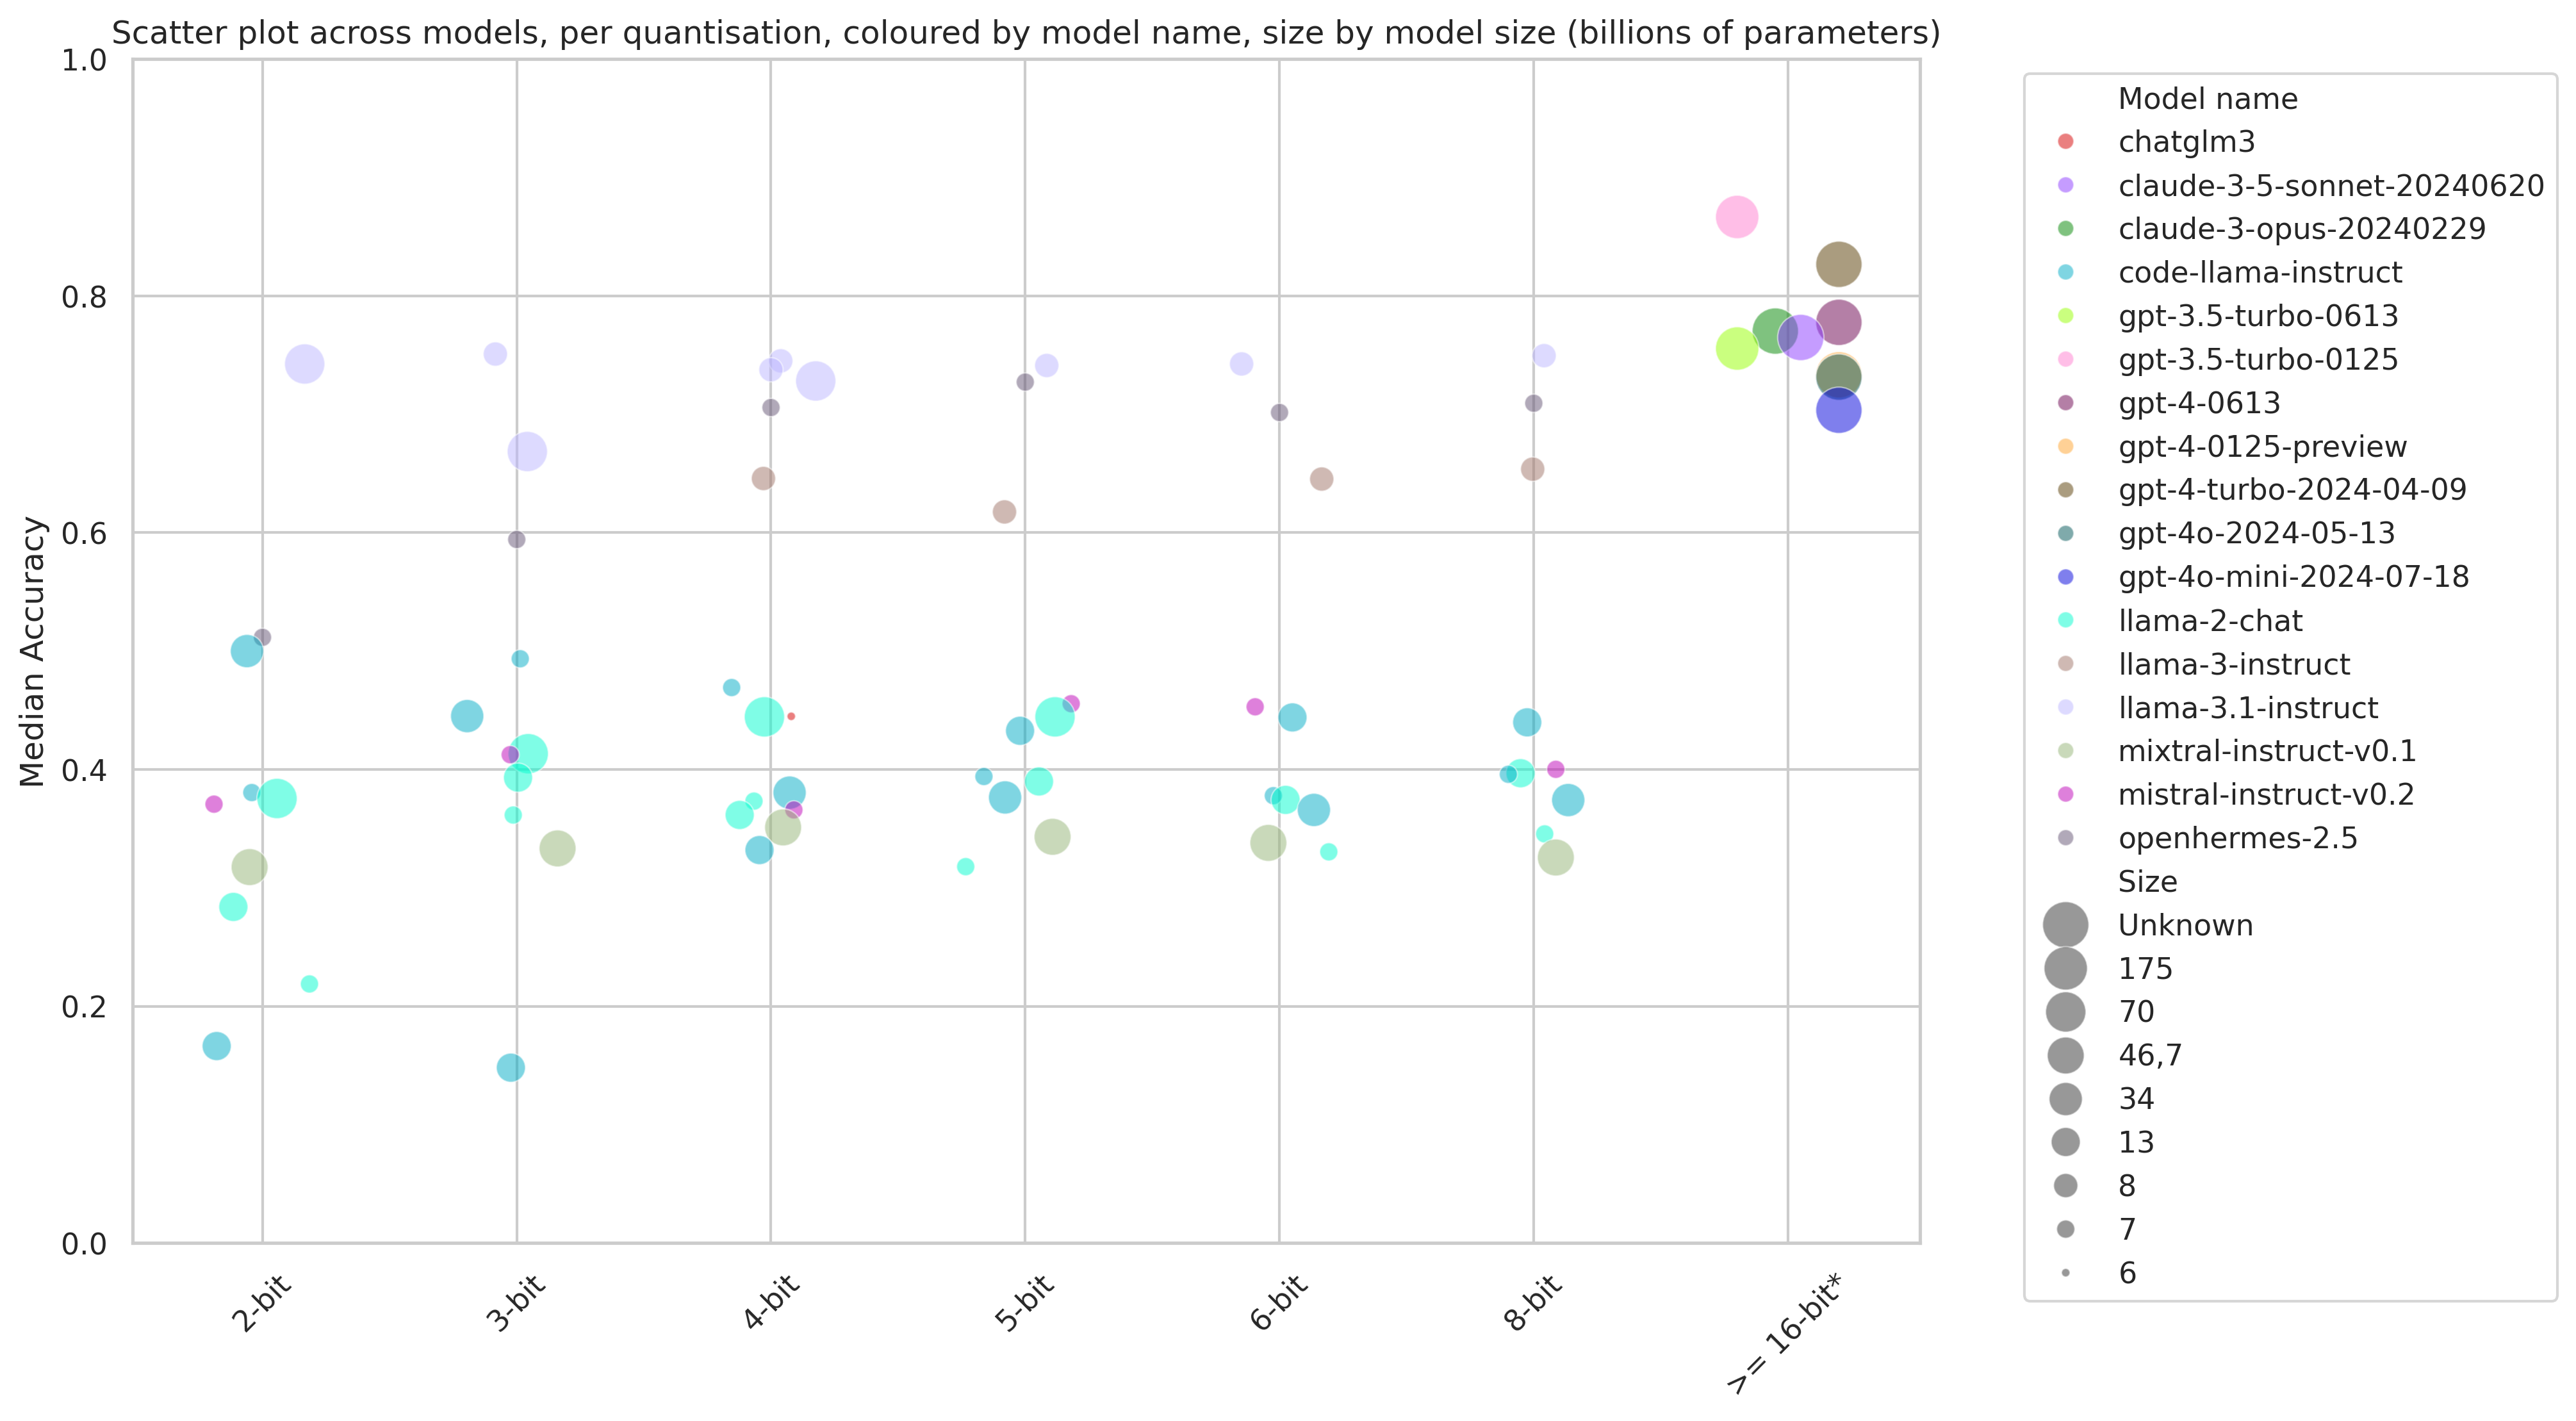 Scatter plot across models, per quantisation, coloured by model name, size by model size (billions of parameters)
Median Accuracy
1.0
0.8
0.6
0.4
0.2
0.0
2-bit
3-bit
4-bit
5-bit
6-bit
8-bit
>= 16-bit*
Model name
chatglm3
claude-3-5-sonnet-20240620
claude-3-opus-20240229
code-llama-instruct
gpt-3.5-turbo-0613
gpt-3.5-turbo-0125
gpt-4-0613
gpt-4-0125-preview
gpt-4-turbo-2024-04-09
gpt-4o-2024-05-13
gpt-4o-mini-2024-07-18
llama-2-chat
llama-3-instruct
llama-3.1-instruct
mixtral-instruct-v0.1
mistral-instruct-v0.2
openhermes-2.5
Size
Unknown
175
70
46,7
34
13
8
7
6